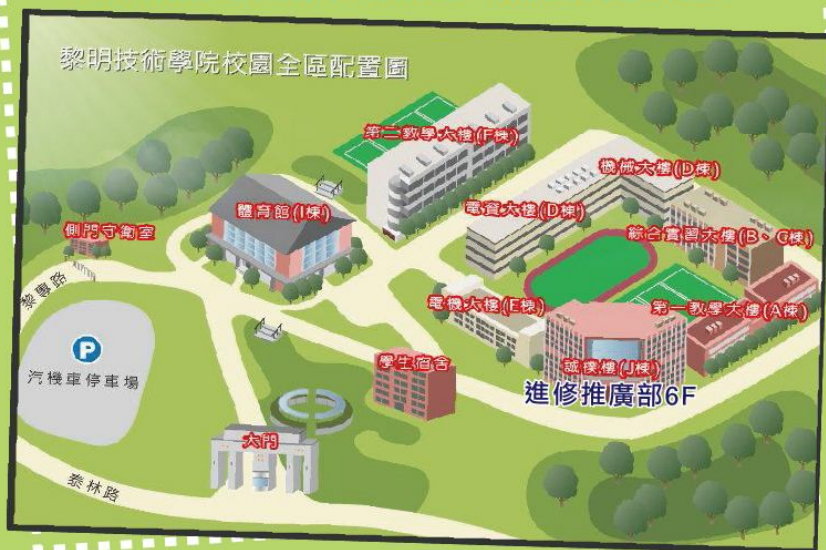 黎明技術學院校園全區配置圖
第二教學大樓(F棟)
機械大樓(D棟)
體育館(I棟)
電資大樓(D棟)
側門守衛室
綜合實習大樓(B、C棟)
黎專路
電機大樓(E棟)
第一教學大樓(A棟)
P
汽機車停車場
學生宿舍
誠樸樓(J棟)
進修推廣部6F
大門
泰林路